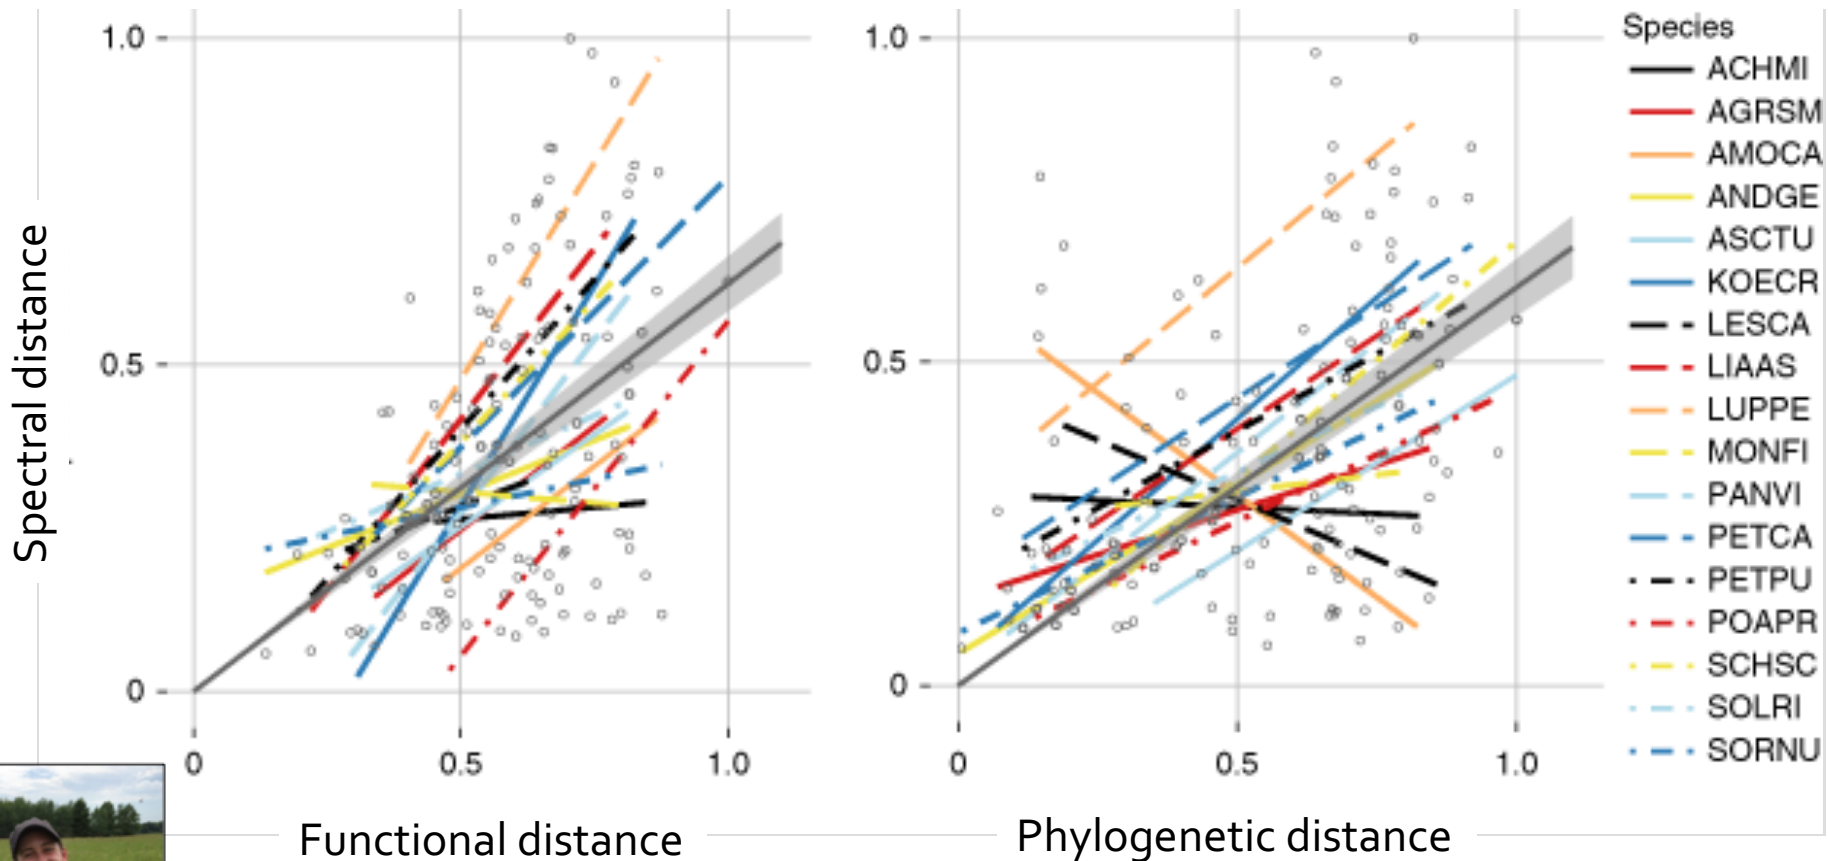 Spectral distance
1.0
0.5
0
0
0.5
1.0
Functional distance
1.0
0.5
0
0
0.5
1.0
Phylogenetic distance
Species
ACHMI
AGRSM
AMOCA
ANDGE
ASCTU
KOECR
LESCA
LIAAS
LUPPE
MONFI
PANVI
PETCA
PETPU
POAPR
SCHSC
SOLRI
SORNU